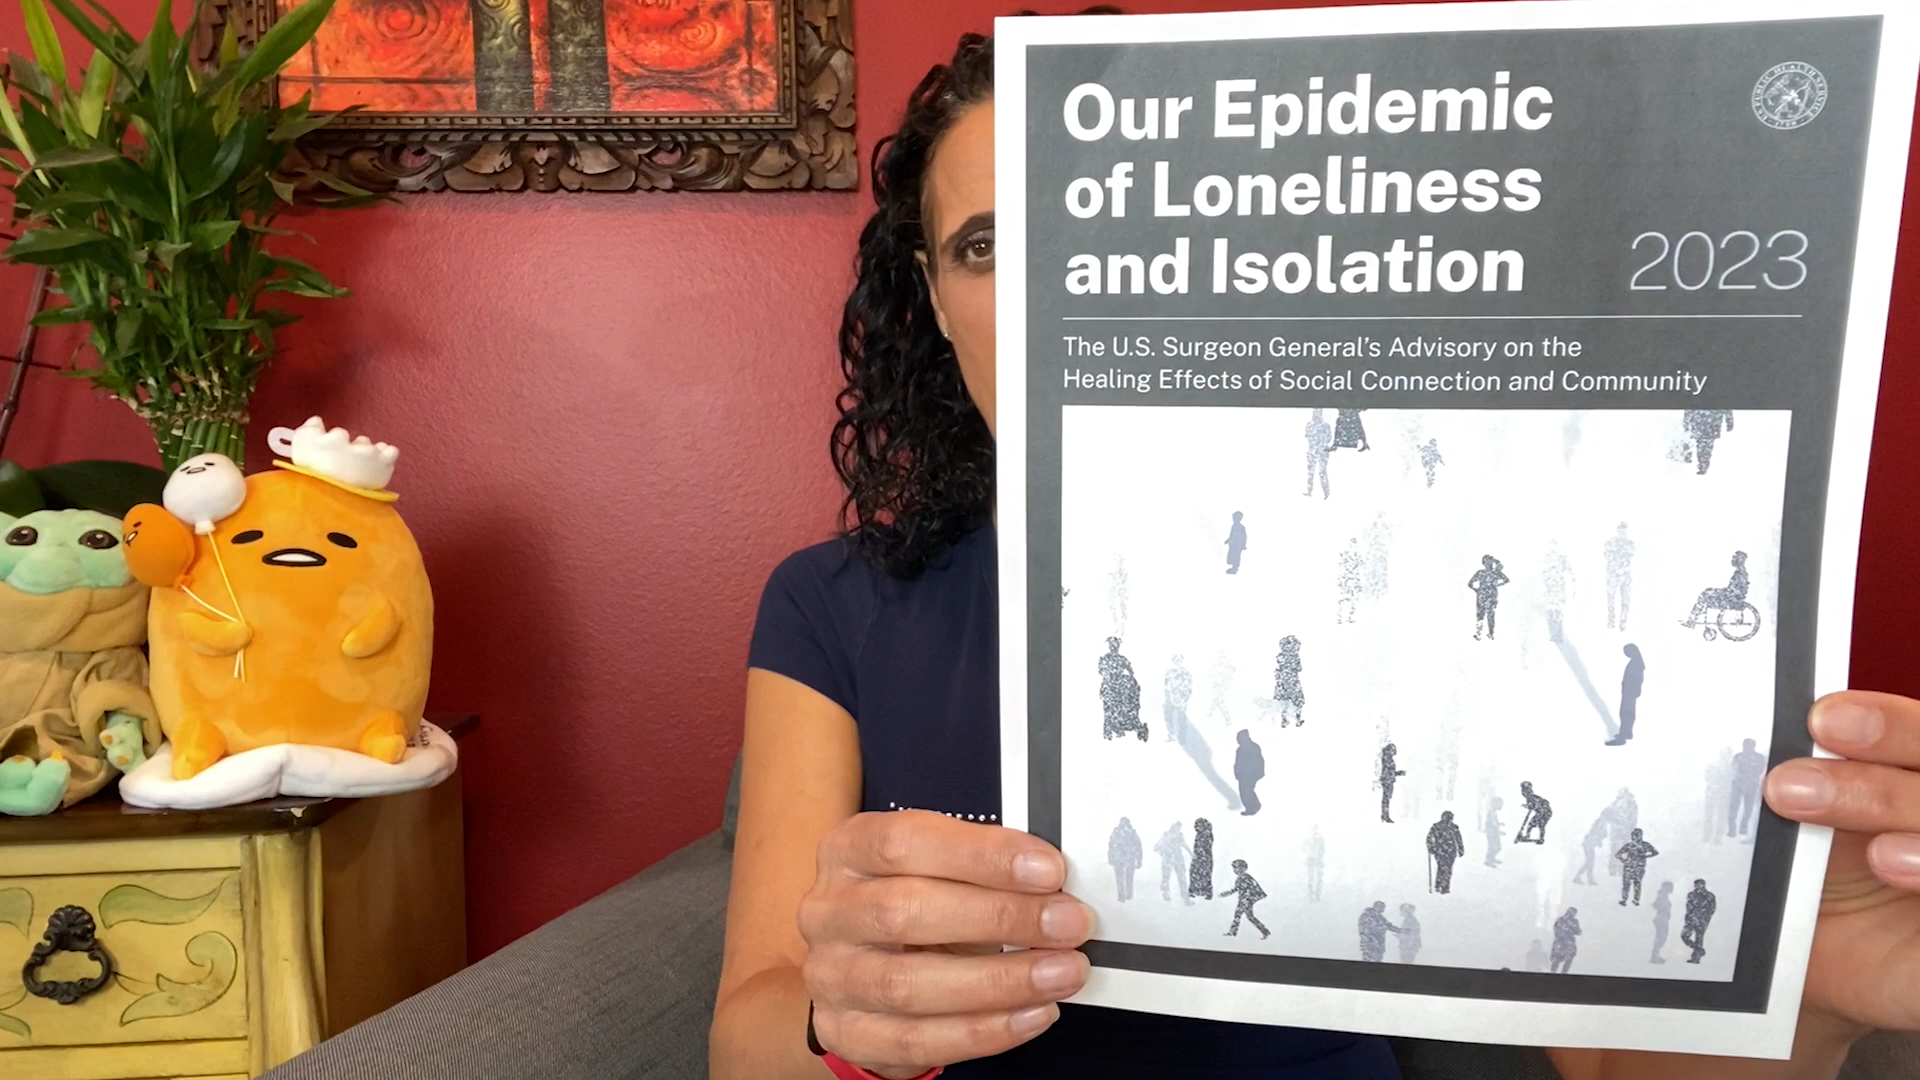 Our Epidemic
of Loneliness
and Isolation
2023
The U.S. Surgeon General's Advisory on the
Healing Effects of Social Connection and Community